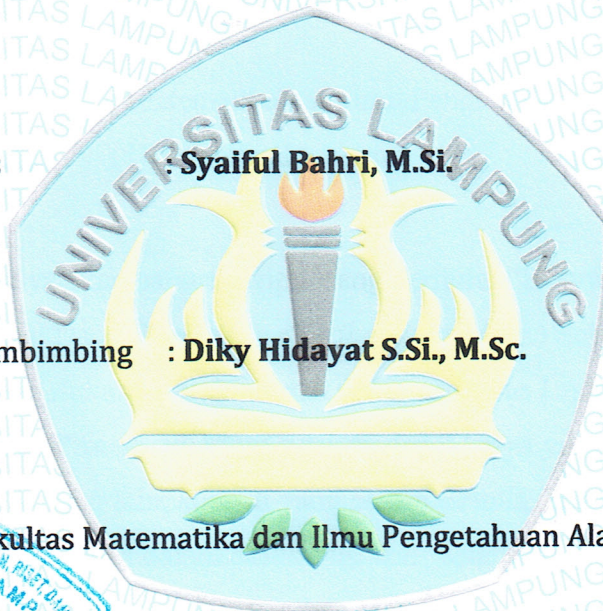 UNIVERSITAS LAMPUNG
: Syaiful Bahri, M.Si.
mbimbing : Diky Hidayat S.Si., M.Sc.
kultas Matematika dan Ilmu Pengetahuan Ala